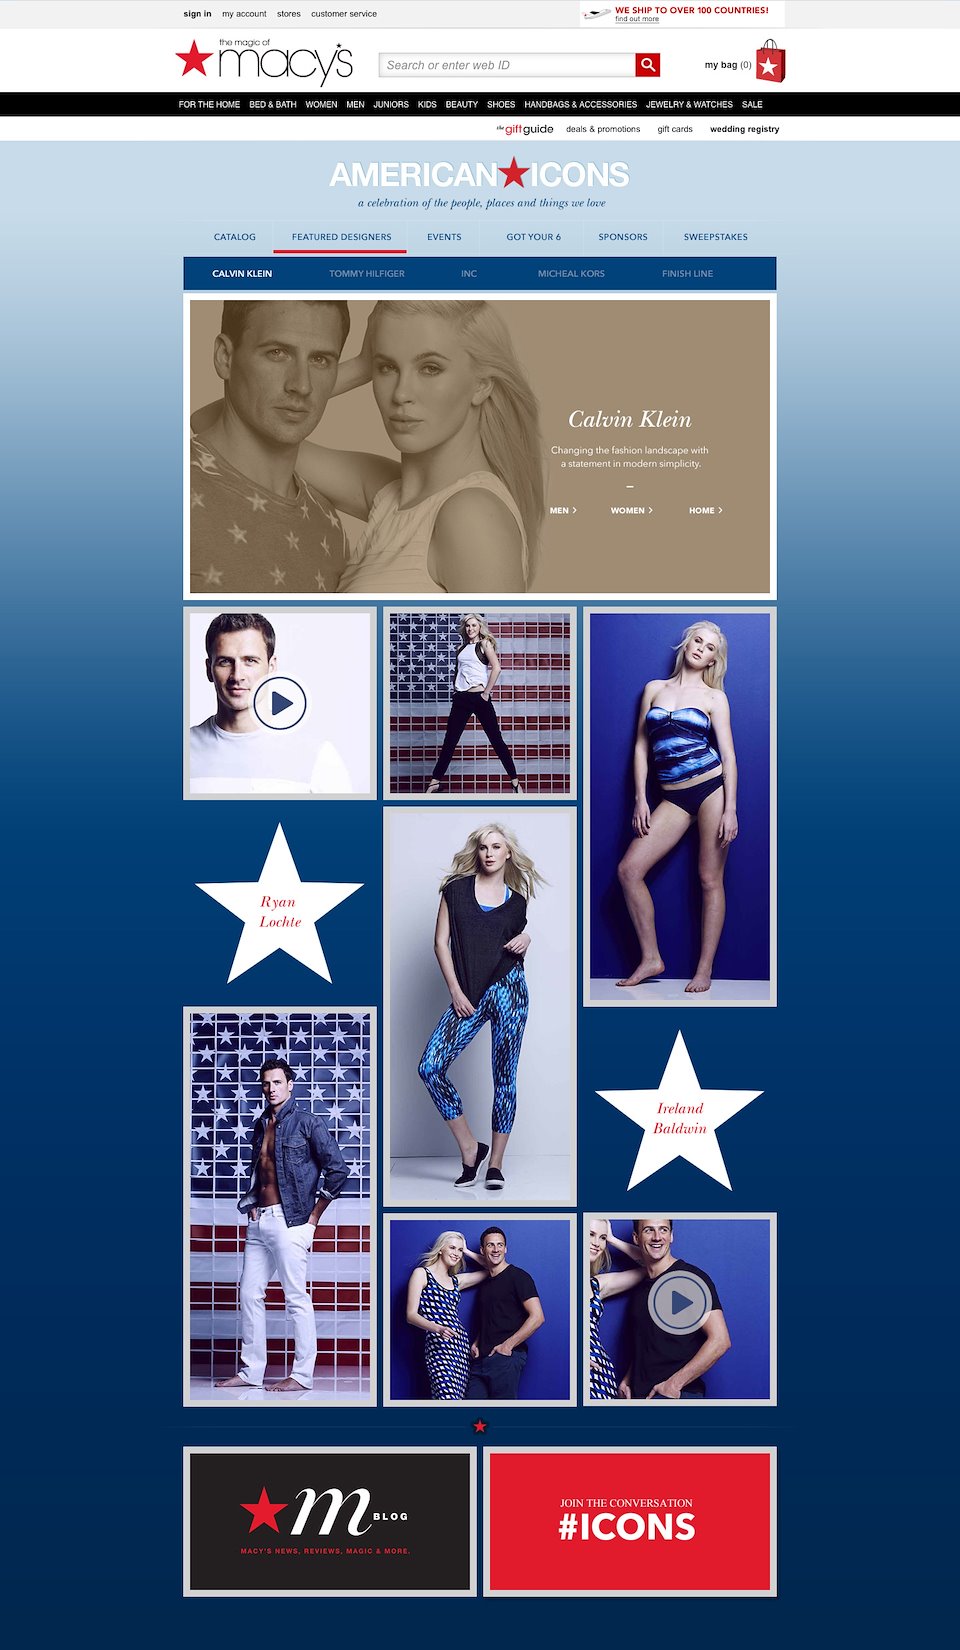 sign in my account stores customer service
WE SHIP TO OVER 100 COUNTRIES!
find out more
the magic of
macy's
Search or enter web ID
my bag (0)
FOR THE HOME BED & BATH WOMEN MEN JUNIORS KIDS BEAUTY SHOES HANDBAGS & ACCESSORIES JEWELRY & WATCHES SALE
the giftguide deals & promotions gift cards wedding registry
AMERICAN ICONS
a celebration of the people, places and things we love
CATALOG FEATURED DESIGNERS EVENTS GOT YOUR 6 SPONSORS SWEEPSTAKES
CALVIN KLEIN TOMMY HILFIGER INC MICHEAL KORS FINISH LINE
Calvin Klein
Changing the fashion landscape with
a statement in modern simplicity.
MEN WOMEN HOME
Ryan
Lochte
Ireland
Baldwin
m BLOG
MACY'S NEWS, REVIEWS, MAGIC & MORE.
JOIN THE CONVERSATION
#ICONS